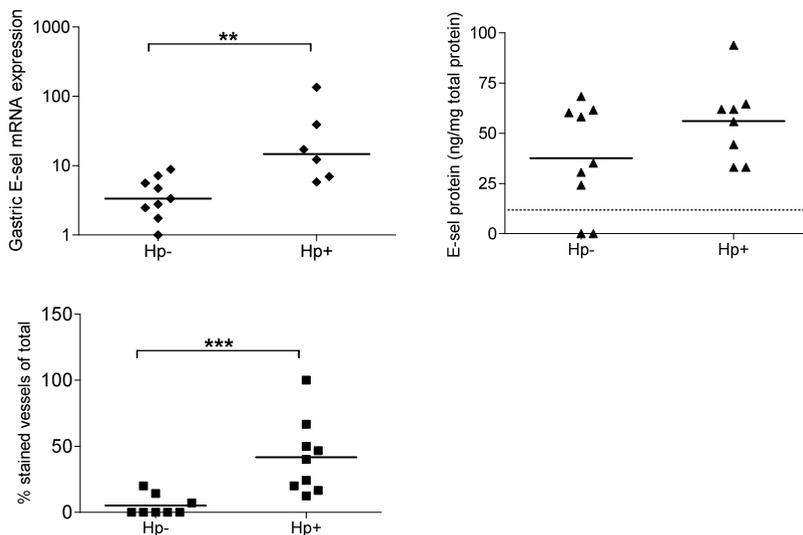 Gastric E-sel mRNA expression
1000
100
10
1
**
Hp-
Hp+
E-sel protein (ng/mg total protein)
100
75
50
25
0
Hp-
Hp+
% stained vessels of total
150
100
50
0
***
Hp-
Hp+